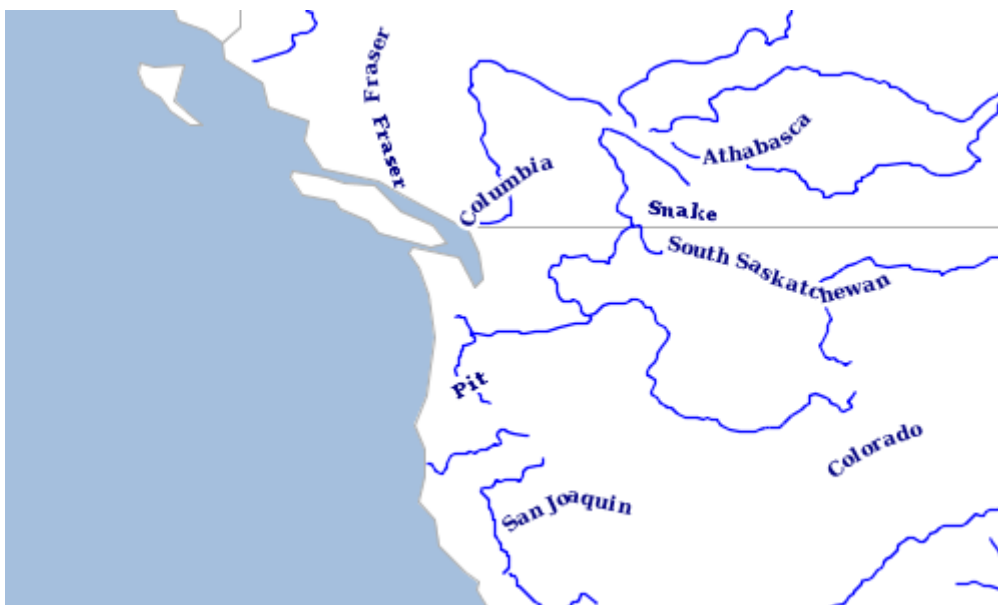 Fraser
Fraser
Athabasca
Columbia
Snake
South Saskatchewan
Pit
Colorado
San Joaquin